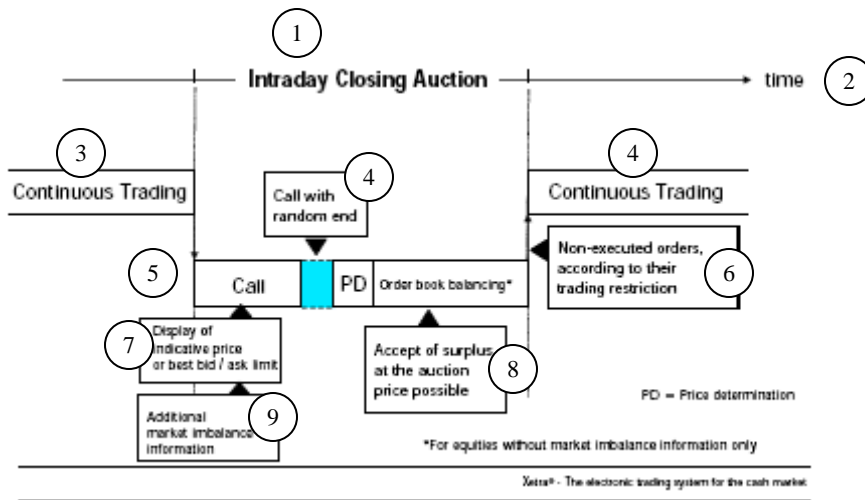 1
Intraday Closing Auction
time
2
3
4
Continuous Trading
4
Continuous Trading
Call with
random end
5
Call
PD
Order book balancing*
Non-executed orders,
according to their
trading restriction
6
7
Display of
indicative price
or best bid / ask limit
Accept of surplus
at the auction
price possible
8
9
Additional
market imbalance
information
PD = Price determination
*For equities without market imbalance information only
Xetra® - The electronic trading system for the cash market